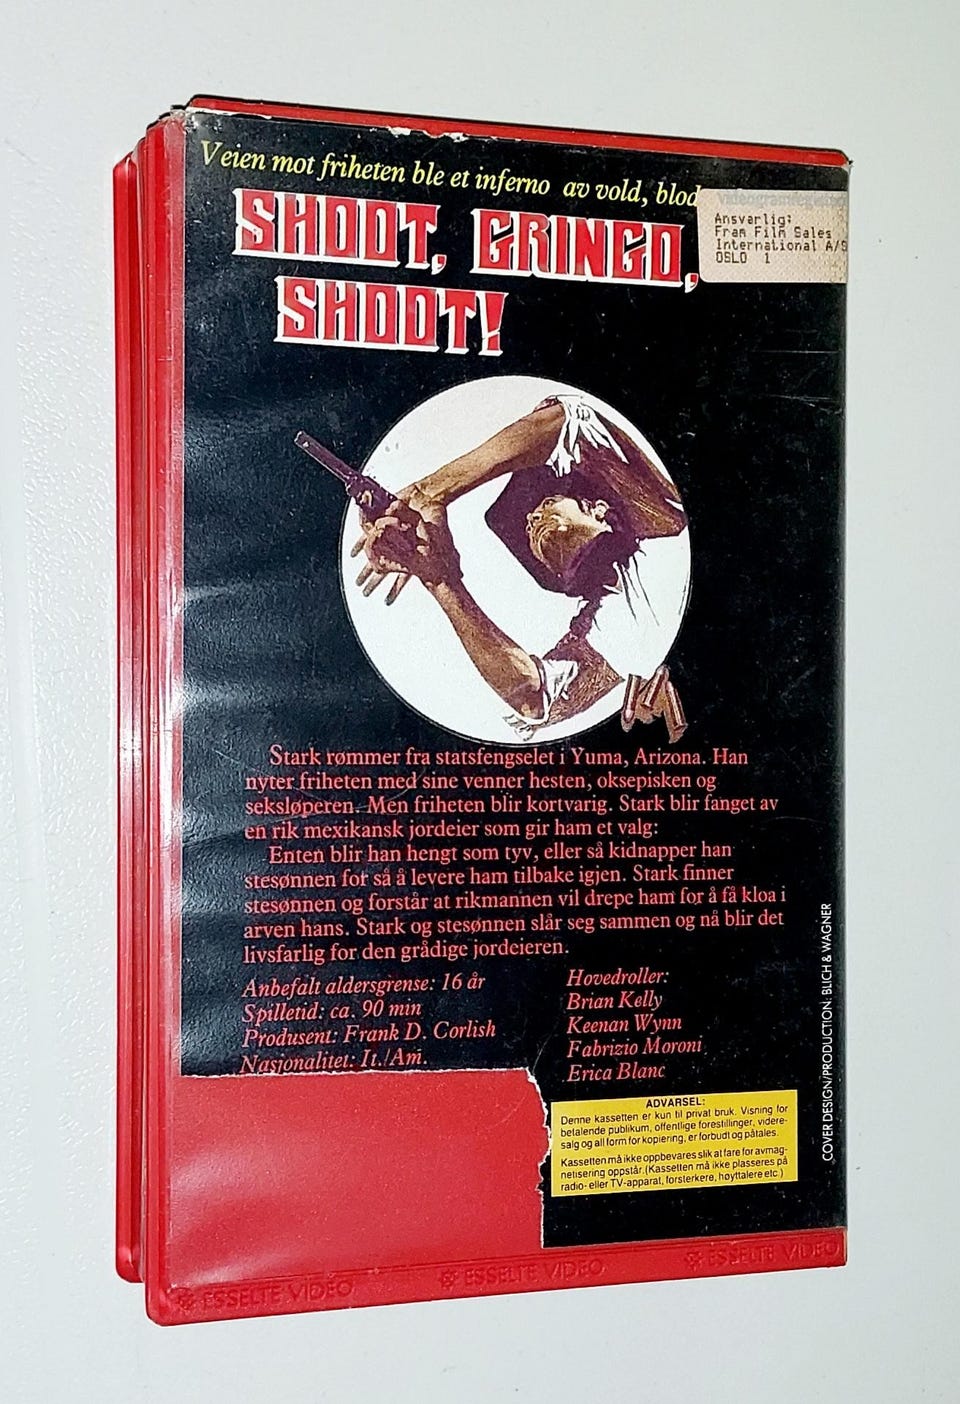 Veien mot friheten ble et inferno av vold, blod
videogramregister
Ansvarlig:
Fram Film Sales
International A/S
OSLO 1
SHOOT, GRINGO,
SHOOT!
Stark rømmer fra statsfengselet i Yuma, Arizona. Han
nyter friheten med sine venner hesten, oksepisken og
seksløperen. Men friheten blir kortvarig. Stark blir fanget av
en rik mexikansk jordeier som gir ham et valg:
Enten blir han hengt som tyv, eller så kidnapper han
stesønnen for så å levere ham tilbake igjen. Stark finner
stesønnen og forstår at rikmannen vil drepe ham for å få kloa i
arven hans. Stark og stesønnen slår seg sammen og nå blir det
livsfarlig for den grådige jordeieren.
Anbefalt aldersgrense: 16 år
Spilletid: ca. 90 min
Produsent: Frank D. Corlish
Nasjonalitet: It./Am.
Hovedroller:
Brian Kelly
Keenan Wynn
Fabrizio Moroni
Erica Blanc
ADVARSEL:
Denne kassetten er kun til privat bruk. Visning for
betalende publikum, offentlige forestillinger, videre-
salg og all form for kopiering, er forbudt og påtales.
Kassetten må ikke oppbevares slik at fare for avmag-
netisering oppstår. (Kassetten må ikke plasseres på
radio- eller TV-apparat, forsterkere, høyttalere etc.)
COVER DESIGN/PRODUCTION: BLICH & WAGNER
ESSELTE VIDEO
ESSELTE VIDEO
ESSELTE VIDEO